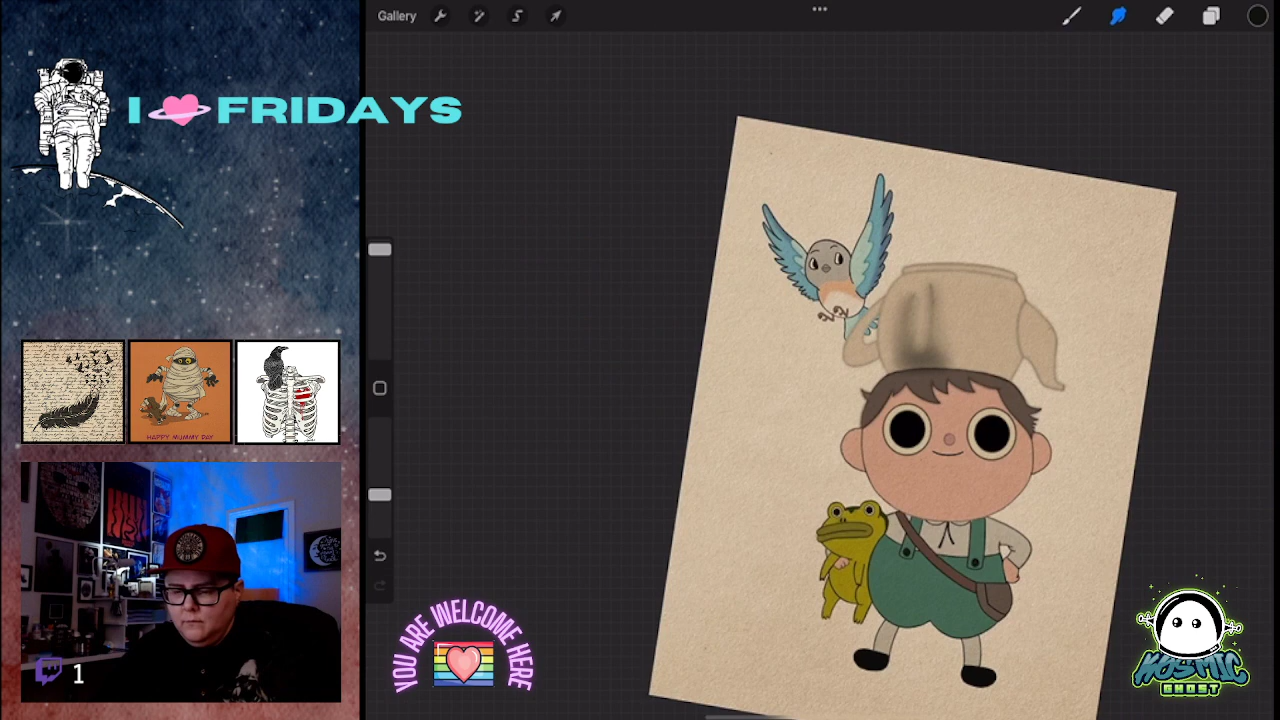 Gallery
I FRIDAYS
HAPPY MUMMY DAY
1
YOU ARE WELCOME HERE
KOSMIC
GHOST